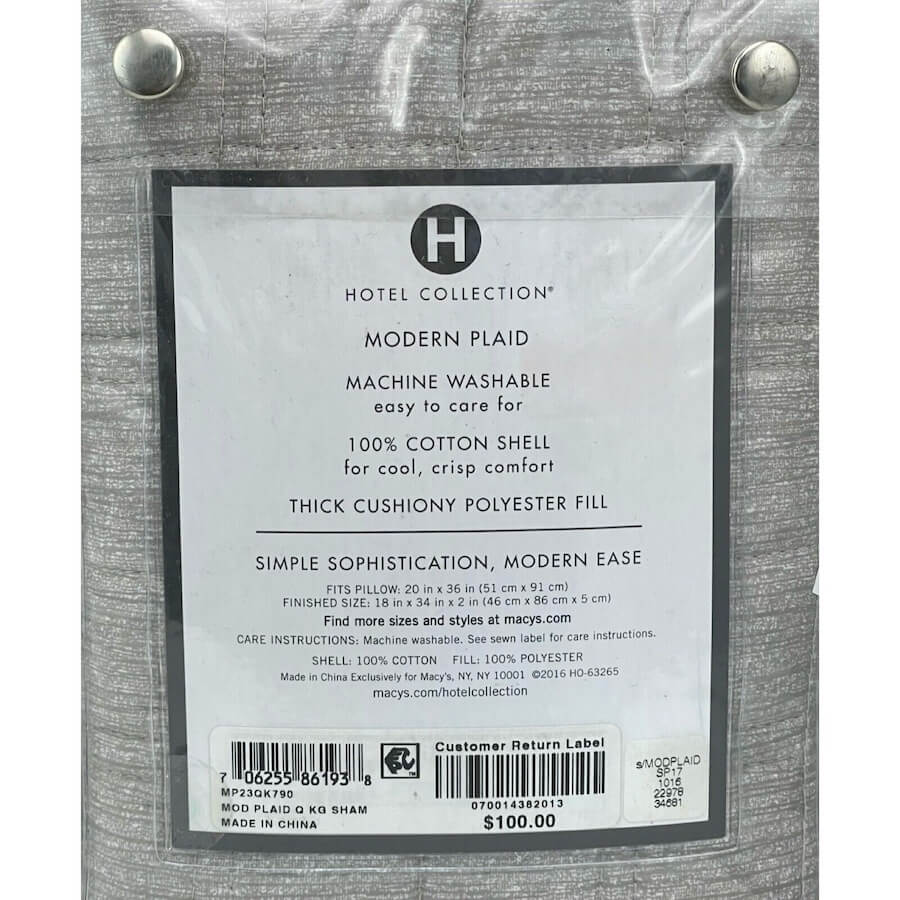 H
HOTEL COLLECTION®
MODERN PLAID
MACHINE WASHABLE
easy to care for
100% COTTON SHELL
for cool, crisp comfort
THICK CUSHIONY POLYESTER FILL
SIMPLE SOPHISTICATION, MODERN EASE
FITS PILLOW: 20 in x 36 in (51 cm x 91 cm)
FINISHED SIZE: 18 in x 34 in x 2 in (46 cm x 86 cm x 5 cm)
Find more sizes and styles at macys.com
CARE INSTRUCTIONS: Machine washable. See sewn label for care instructions.
SHELL: 100% COTTON FILL: 100% POLYESTER
Made in China Exclusively for Macy's, NY, NY 10001 ©2016 HO-63265
macys.com/hotelcollection
7 06255 86193 8
MP23QK790
MOD PLAID Q KG SHAM
MADE IN CHINA
Customer Return Label
070014382013
$100.00
s/MODPLAID
SP17
1016
22978
34681